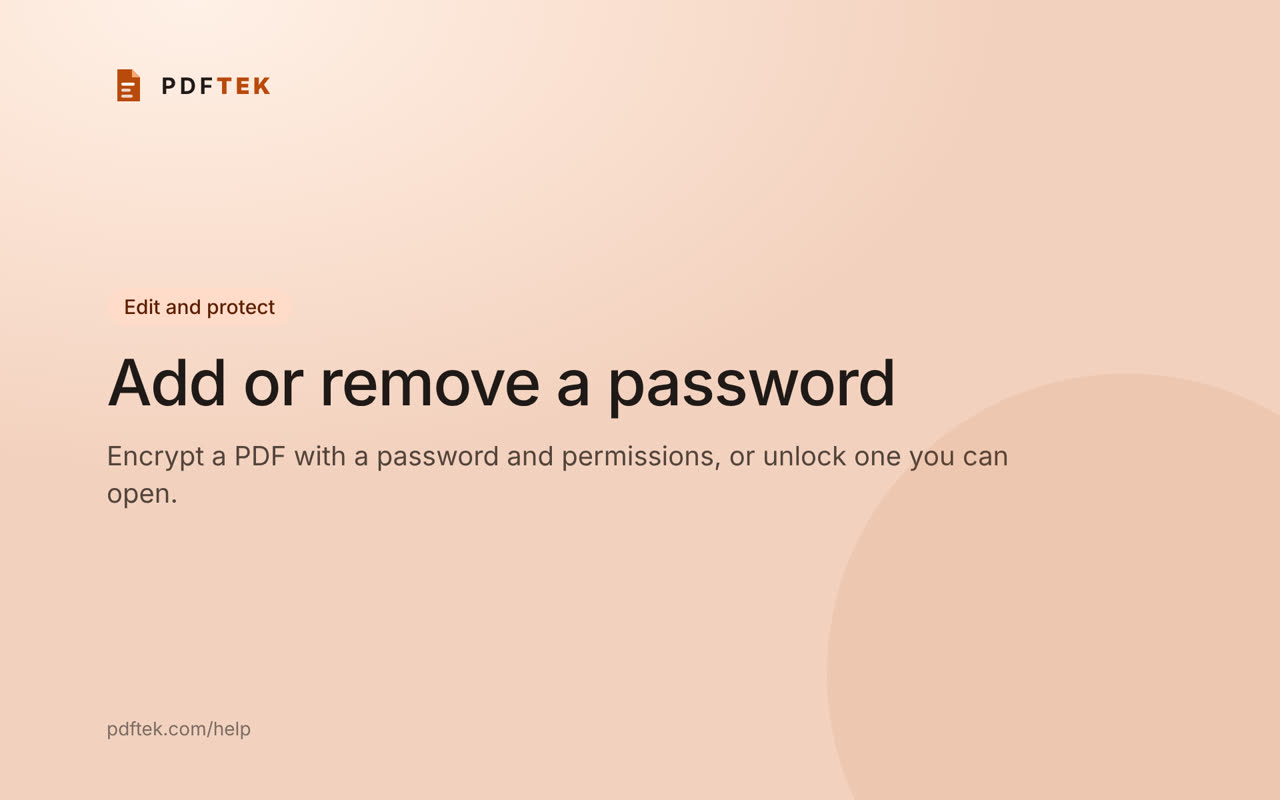 PDFTEK
Edit and protect
Add or remove a password
Encrypt a PDF with a password and permissions, or unlock one you can
open.
pdftek.com/help